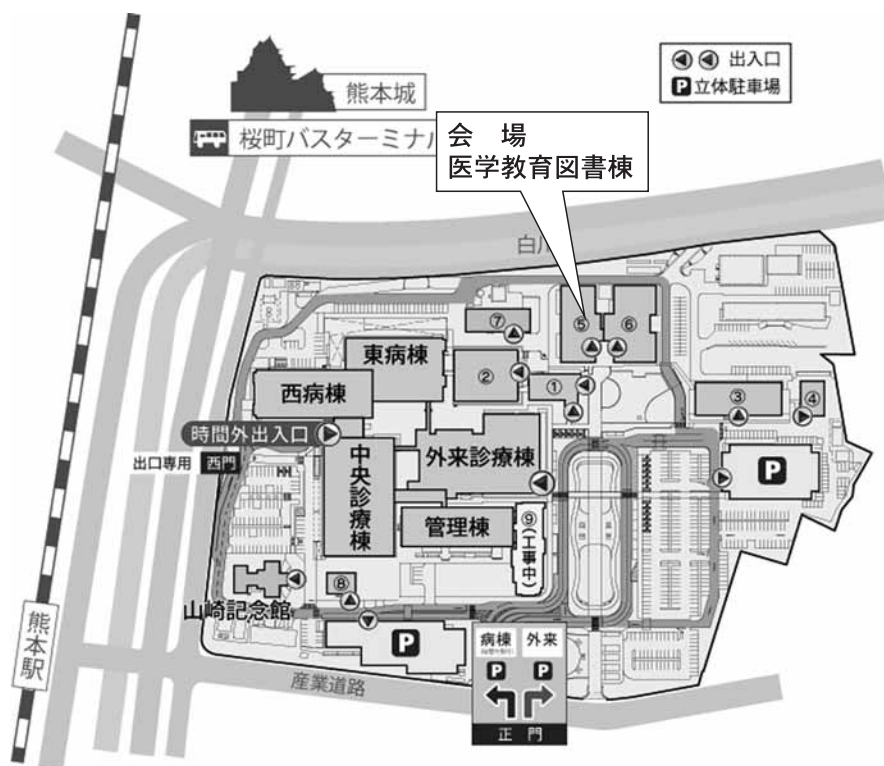 熊本城
桜町バスターミナル
出入口
P 立体駐車場
会 場
医学教育図書棟
白川
⑦
⑤
⑥
東病棟
②
①
西病棟
③
④
時間外出入口
外来診療棟
中央診療棟
P
出口専用 西門
管理棟
⑨(工事中)
⑧
山崎記念館
P
熊本駅
産業道路
病棟 外来
P P
正 門